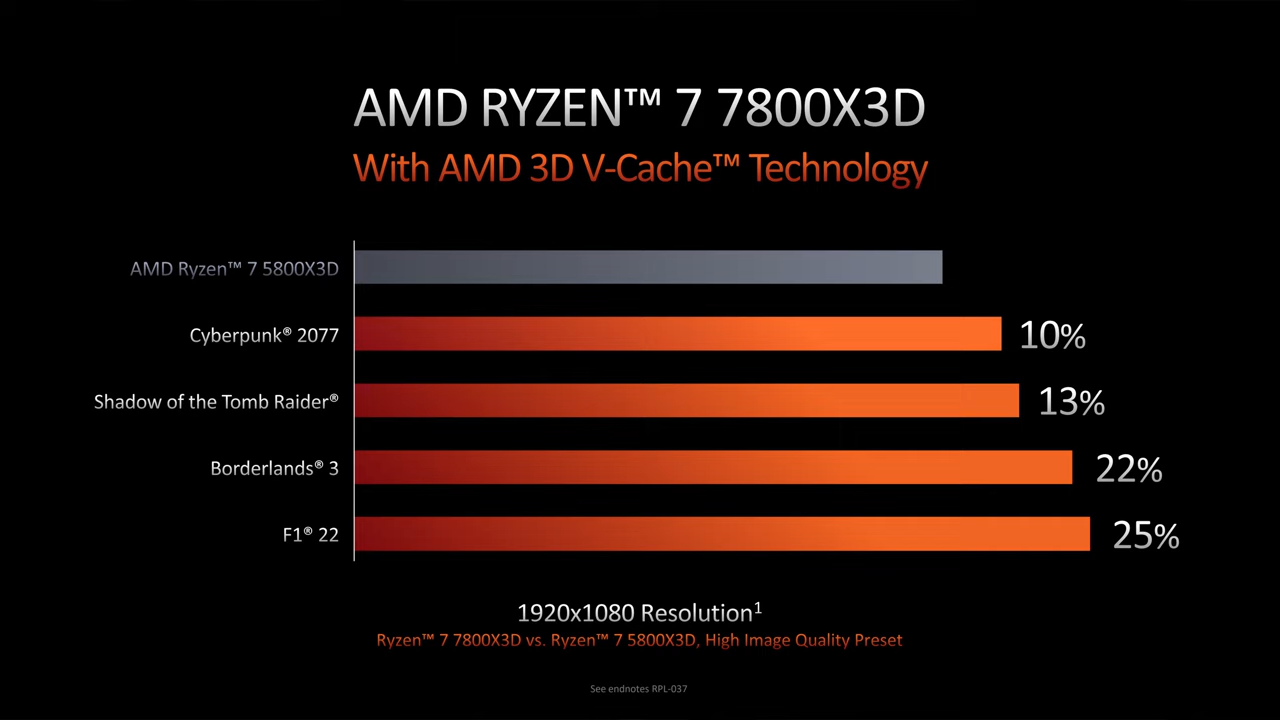 AMD RYZEN™ 7 7800X3D
With AMD 3D V-Cache™ Technology
AMD Ryzen™ 7 5800X3D
Cyberpunk® 2077 10%
Shadow of the Tomb Raider® 13%
Borderlands® 3 22%
F1® 22 25%
1920x1080 Resolution¹
Ryzen™ 7 7800X3D vs. Ryzen™ 7 5800X3D, High Image Quality Preset
See endnotes RPL-037